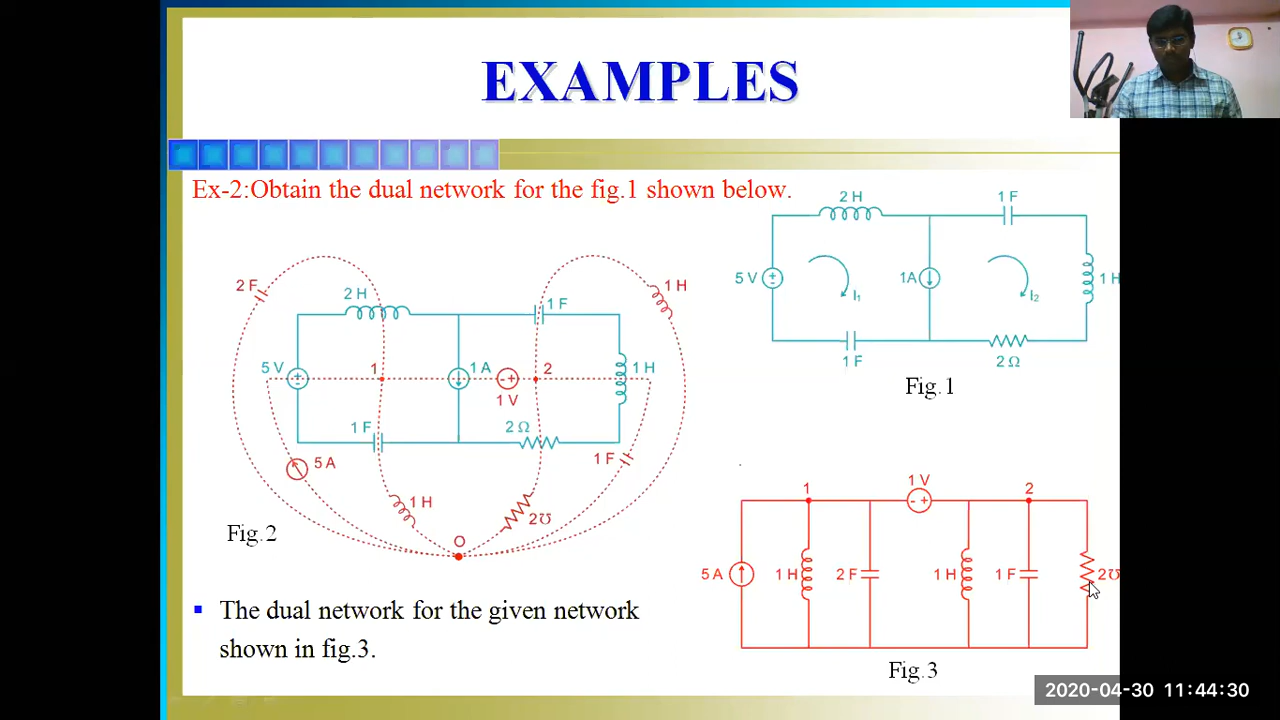 EXAMPLES
Ex-2:Obtain the dual network for the fig.1 shown below.
2 H
1 F
5 V
I₁
1A
I₂
1 H
1 F
2 Ω
Fig.1
2 F
2 H
1 F
1 H
5 V
1
1 A
2
1 H
1 V
1 F
2 Ω
1 F
5 A
1 H
2℧
O
Fig.2
1
1 V
2
- +
5 A
1 H
2 F
1 H
1 F
2℧
Fig.3
The dual network for the given network
shown in fig.3.
2020-04-30 11:44:30